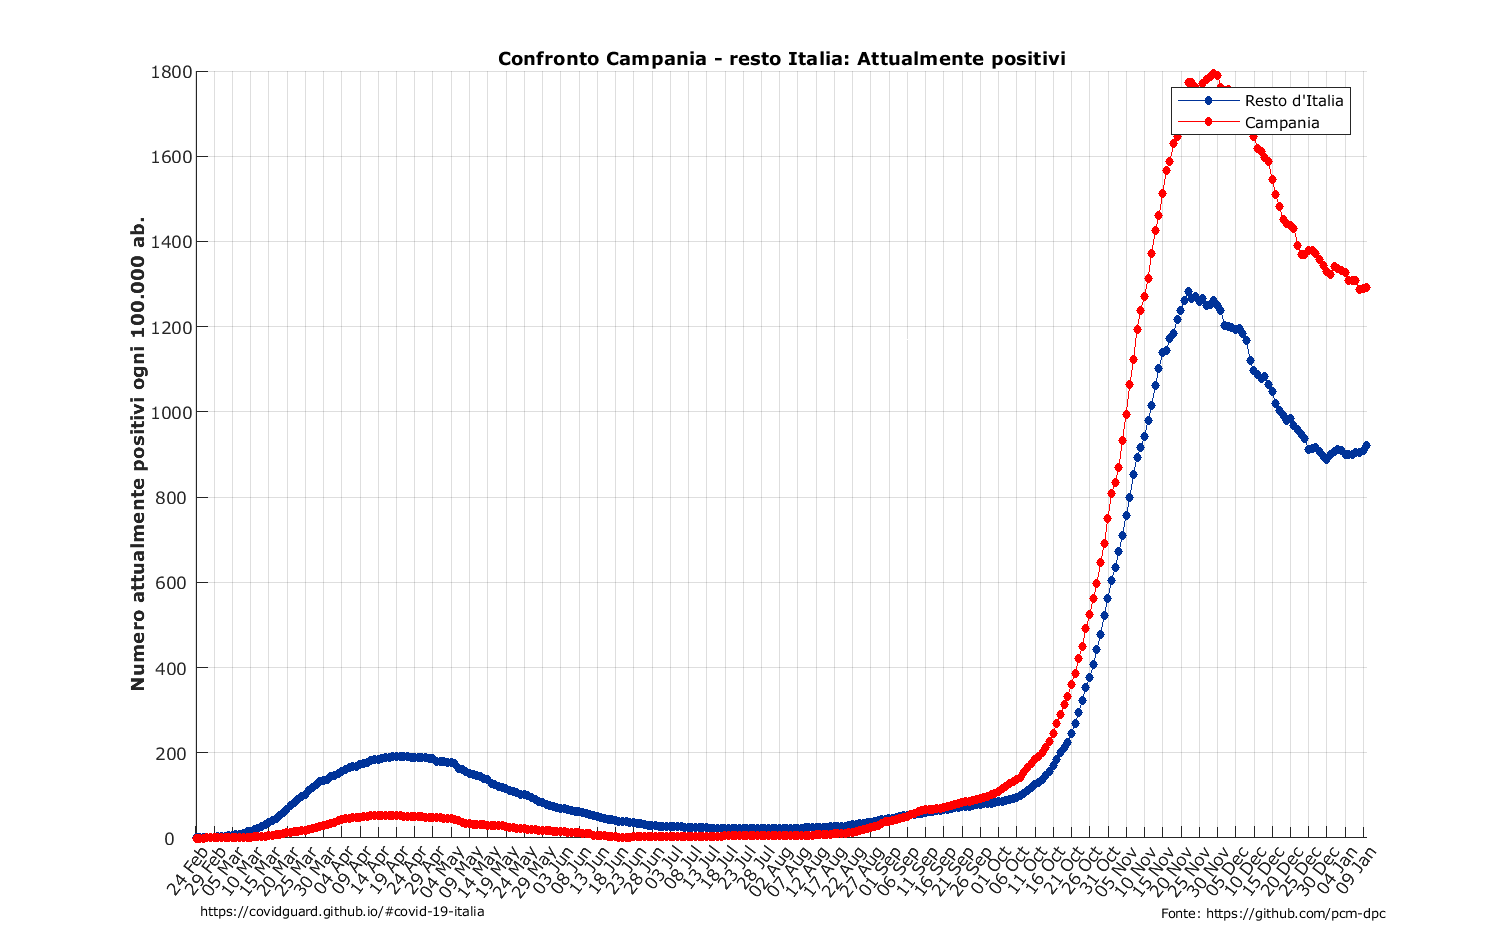 Confronto Campania - resto Italia: Attualmente positivi
Numero attualmente positivi ogni 100.000 ab.
1800
1600
1400
1200
1000
800
600
400
200
0
Resto d'Italia
Campania
24 Feb
29 Feb
05 Mar
10 Mar
15 Mar
20 Mar
25 Mar
30 Mar
04 Apr
09 Apr
14 Apr
19 Apr
24 Apr
29 Apr
04 May
09 May
14 May
19 May
24 May
29 May
03 Jun
08 Jun
13 Jun
18 Jun
23 Jun
28 Jun
03 Jul
08 Jul
13 Jul
18 Jul
23 Jul
28 Jul
02 Aug
07 Aug
12 Aug
17 Aug
22 Aug
27 Aug
01 Sep
06 Sep
11 Sep
16 Sep
21 Sep
26 Sep
01 Oct
06 Oct
11 Oct
16 Oct
21 Oct
26 Oct
05 Nov
10 Nov
15 Nov
20 Nov
25 Nov
30 Nov
05 Dec
10 Dec
15 Dec
20 Dec
25 Dec
30 Dec
04 Jan
09 Jan
https://covidguard.github.io/#covid-19-italia
Fonte: https://github.com/pcm-dpc